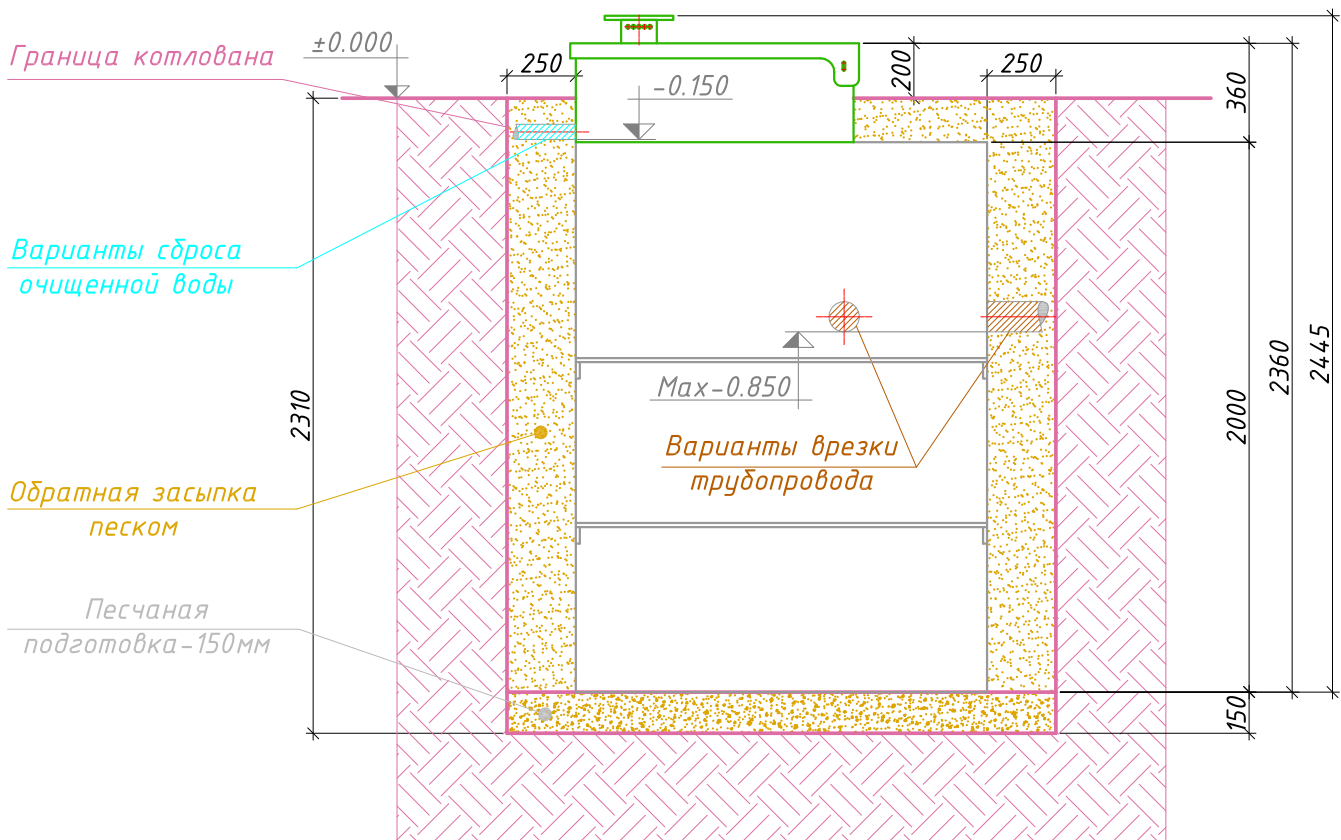 Граница котлована
±0.000
250
-0.150
200
250
360
Варианты сброса
очищенной воды
Max-0.850
2310
2000
2360
2445
Варианты врезки
трубопровода
Обратная засыпка
песком
Песчаная
подготовка-150мм
150